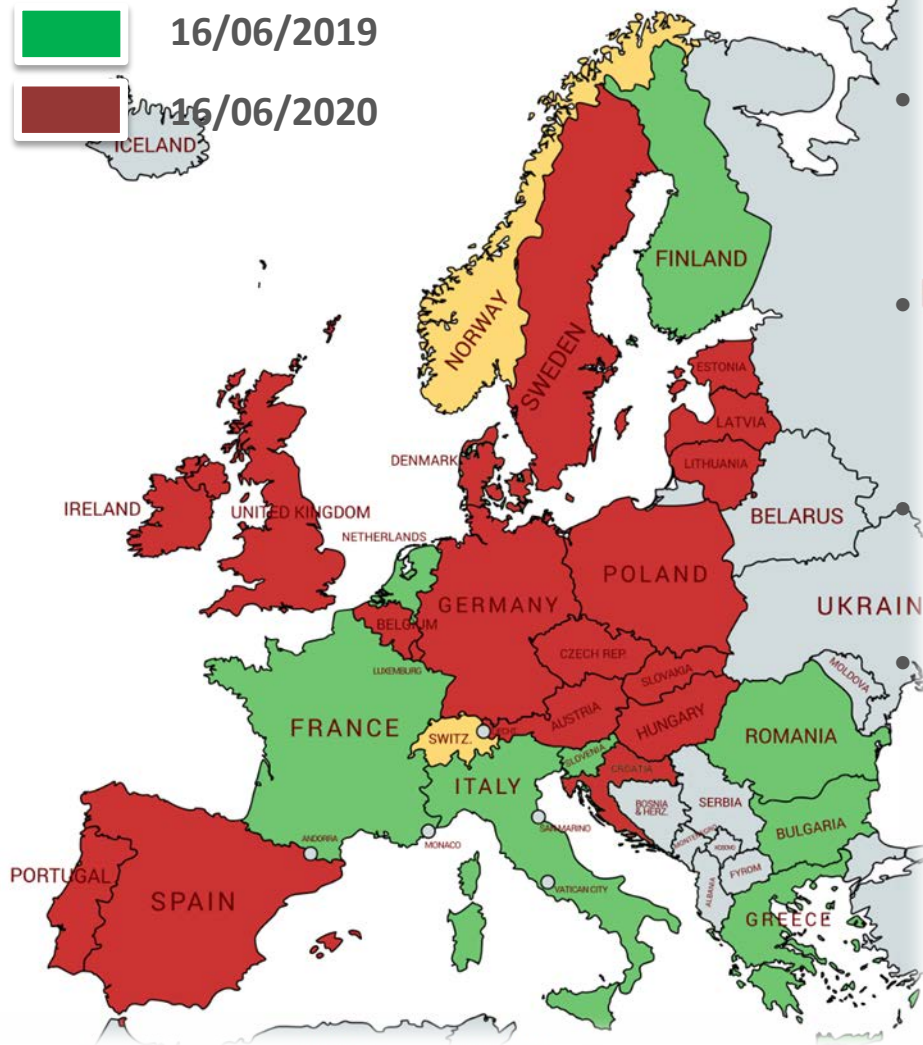 16/06/2019
16/06/2020
ICELAND
FINLAND
NORWAY
SWEDEN
ESTONIA
LATVIA
LITHUANIA
DENMARK
IRELAND
UNITED KINGDOM
BELARUS
NETHERLANDS
POLAND
GERMANY
UKRAIN
BELGIUM
CZECH REP.
LUXEMBURG
SLOVAKIA
MOLDOVA
AUSTRIA
HUNGARY
FRANCE
SWITZ.
ROMANIA
SLOVENIA
CROATIA
ITALY
BOSNIA
& HERZ.
SERBIA
SAN MARINO
BULGARIA
ANDORRA
MONACO
MONTENEGRO
KOSOVO
FYROM
PORTUGAL
VATICAN CITY
ALBANIA
SPAIN
GREECE